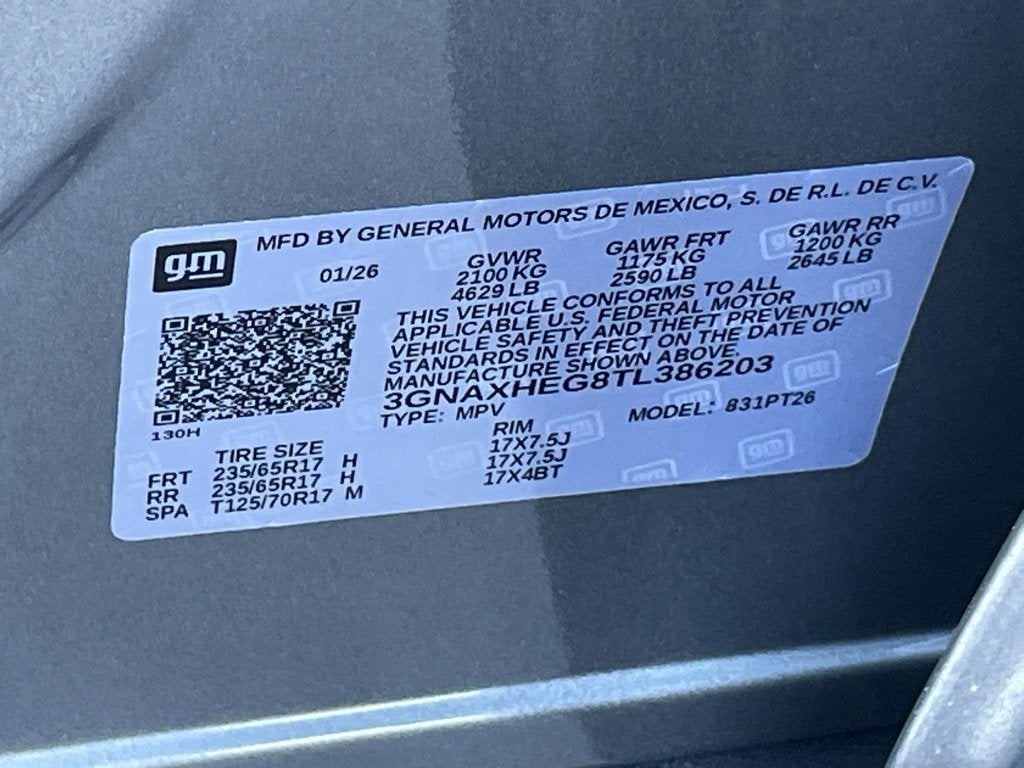 gm
MFD BY GENERAL MOTORS DE MEXICO, S. DE R.L. DE C.V.
01/26
GVWR
2100 KG
4629 LB
GAWR FRT
1175 KG
2590 LB
GAWR RR
1200 KG
2645 LB
THIS VEHICLE CONFORMS TO ALL
APPLICABLE U.S. FEDERAL MOTOR
VEHICLE SAFETY AND THEFT PREVENTION
STANDARDS IN EFFECT ON THE DATE OF
MANUFACTURE SHOWN ABOVE.
3GNAXHEG8TL386203
TYPE: MPV
MODEL: 831PT26
130H
TIRE SIZE RIM
FRT 235/65R17 H 17X7.5J
RR 235/65R17 H 17X7.5J
SPA T125/70R17 M 17X4BT